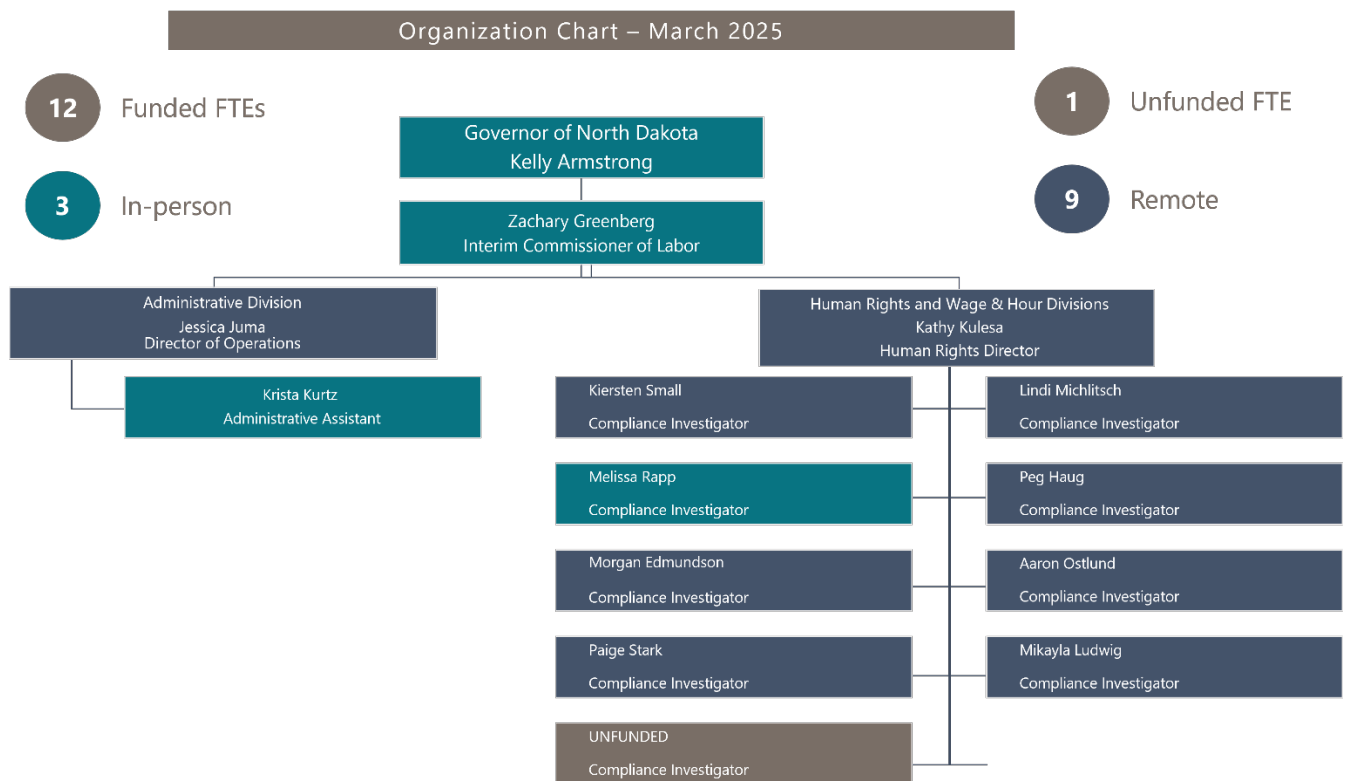 Organization Chart – March 2025
12 Funded FTEs
1 Unfunded FTE
3 In-person
9 Remote
Governor of North Dakota
Kelly Armstrong
Zachary Greenberg
Interim Commissioner of Labor
Administrative Division
Jessica Juma
Director of Operations
Krista Kurtz
Administrative Assistant
Human Rights and Wage & Hour Divisions
Kathy Kulesa
Human Rights Director
Kiersten Small
Compliance Investigator
Lindi Michlitsch
Compliance Investigator
Melissa Rapp
Compliance Investigator
Peg Haug
Compliance Investigator
Morgan Edmundson
Compliance Investigator
Aaron Ostlund
Compliance Investigator
Paige Stark
Compliance Investigator
Mikayla Ludwig
Compliance Investigator
UNFUNDED
Compliance Investigator